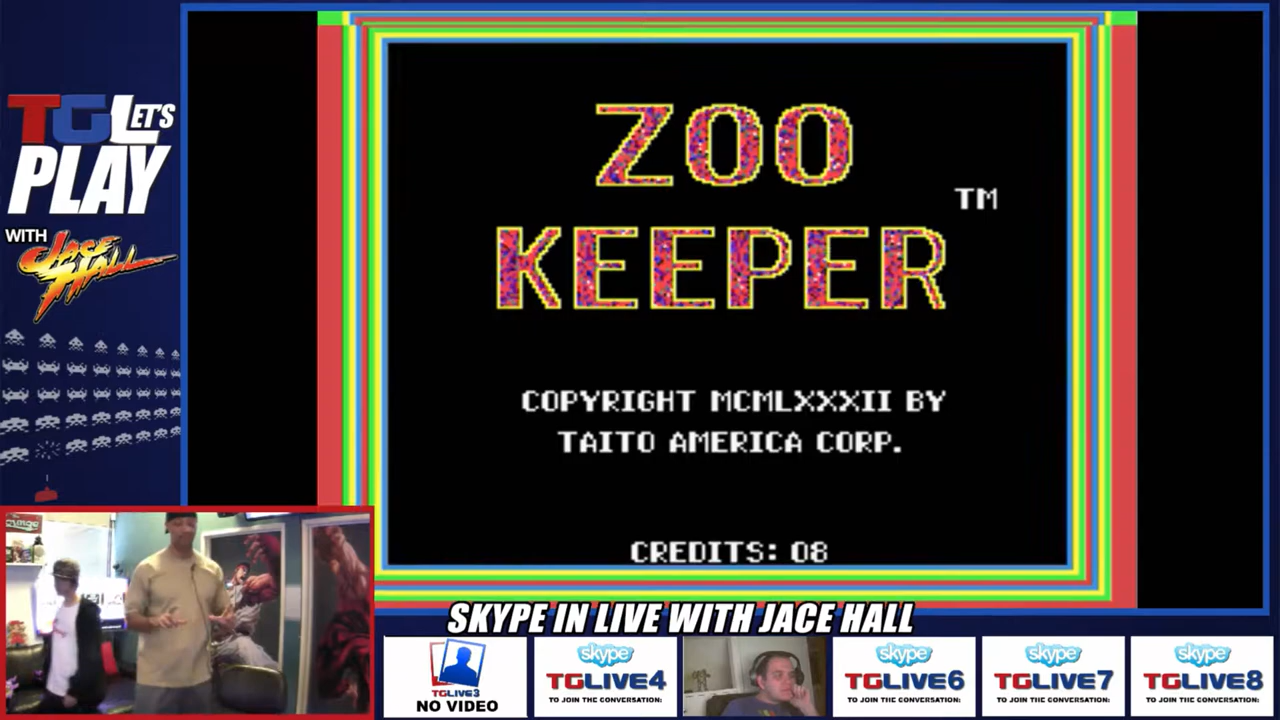 TGLET'S
PLAY
WITH
JACE
HALL
ZOO
KEEPER
TM
COPYRIGHT MCMLXXXII BY
TAITO AMERICA CORP.
CREDITS: 08
SKYPE IN LIVE WITH JACE HALL
TGLIVE3
NO VIDEO
skype
TGLIVE4
TO JOIN THE CONVERSATION:
skype
TGLIVE6
TO JOIN THE CONVERSATION:
skype
TGLIVE7
TO JOIN THE CONVERSATION:
skype
TGLIVE8
TO JOIN THE CONVERSATION: